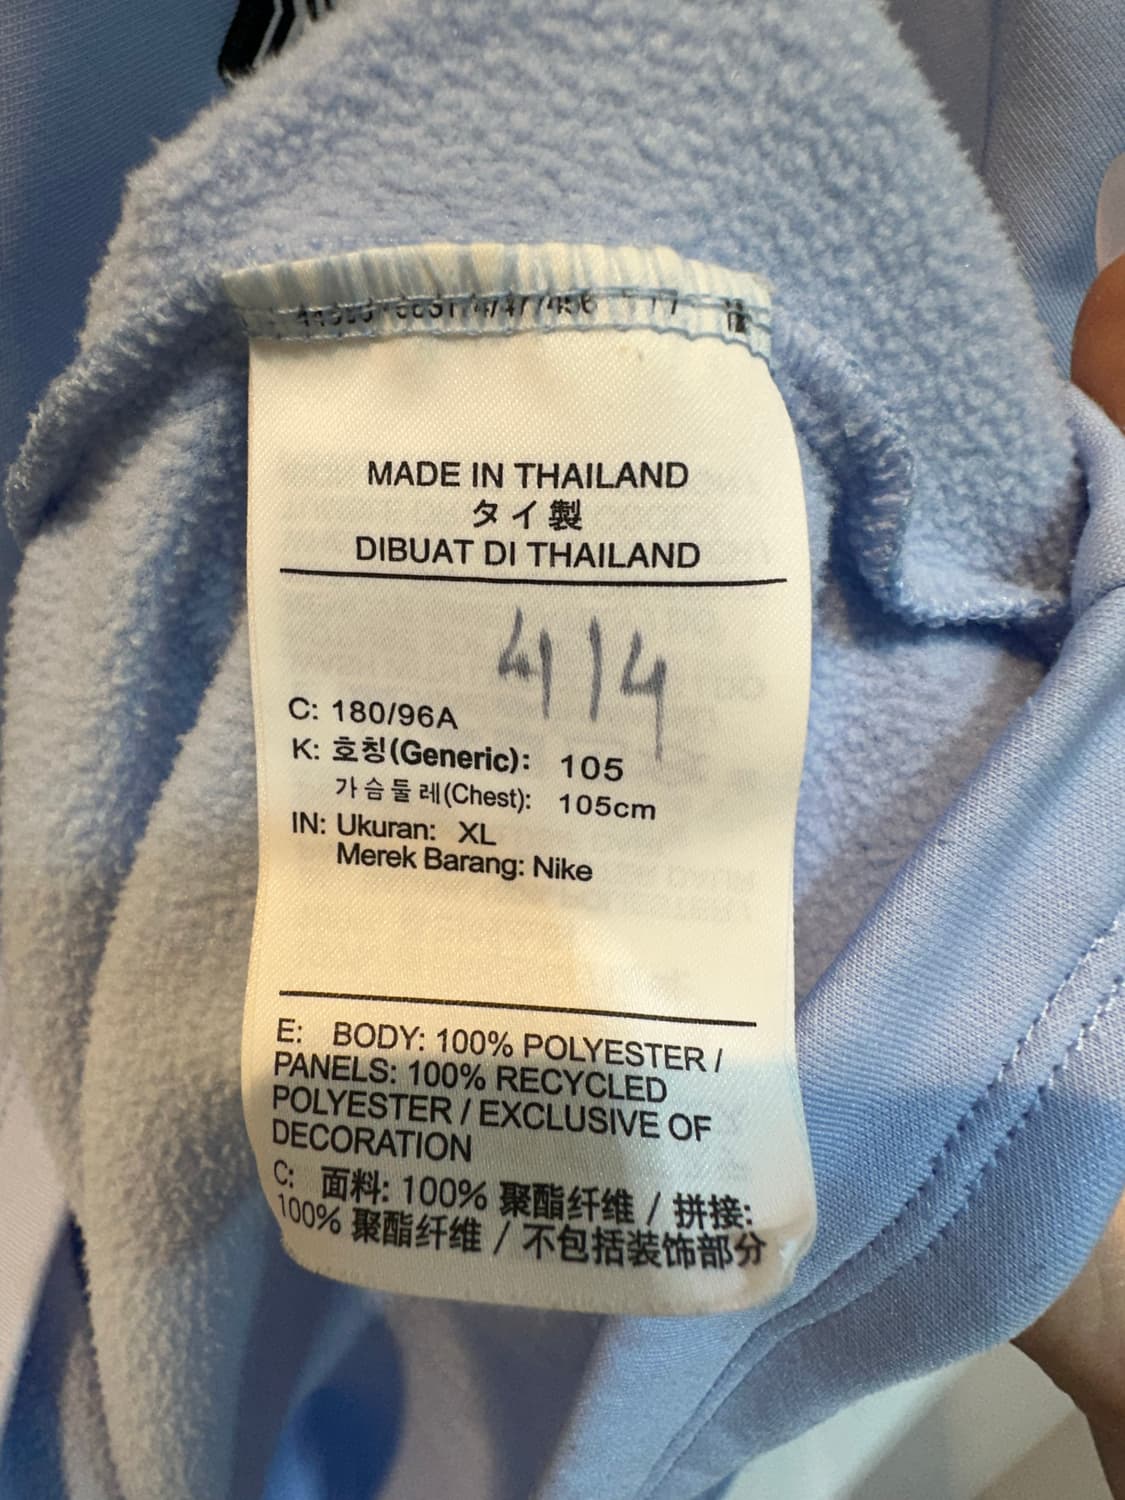 MADE IN THAILAND
タイ製
DIBUAT DI THAILAND
414
C: 180/96A
K: 호칭(Generic): 105
가슴둘레(Chest): 105cm
IN: Ukuran: XL
Merek Barang: Nike
E: BODY: 100% POLYESTER /
PANELS: 100% RECYCLED
POLYESTER / EXCLUSIVE OF
DECORATION
C: 面料: 100% 聚酯纤维 / 拼接:
100% 聚酯纤维 / 不包括装饰部分